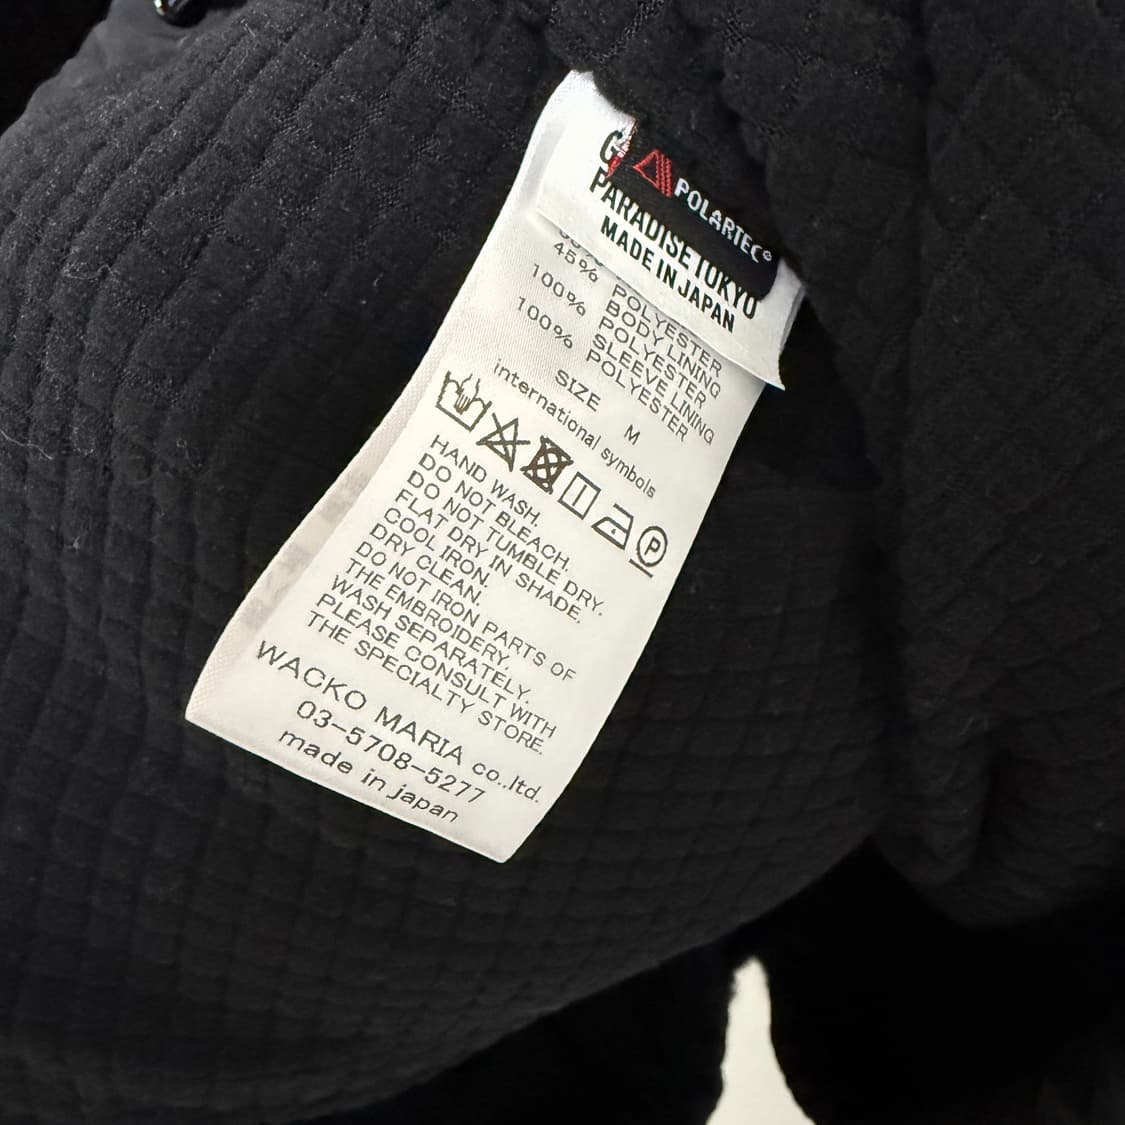 POLARTEC®
PARADISE TOKYO
MADE IN JAPAN
45% POLYESTER
BODY LINING
100% POLYESTER
SLEEVE LINING
100% POLYESTER
SIZE M
international symbols
P
HAND WASH.
DO NOT BLEACH.
DO NOT TUMBLE DRY.
FLAT DRY IN SHADE.
COOL IRON.
DRY CLEAN.
DO NOT IRON PARTS OF
THE EMBROIDERY.
WASH SEPARATELY.
PLEASE CONSULT WITH
THE SPECIALTY STORE.
WACKO MARIA co.,ltd.
03-5708-5277
made in japan